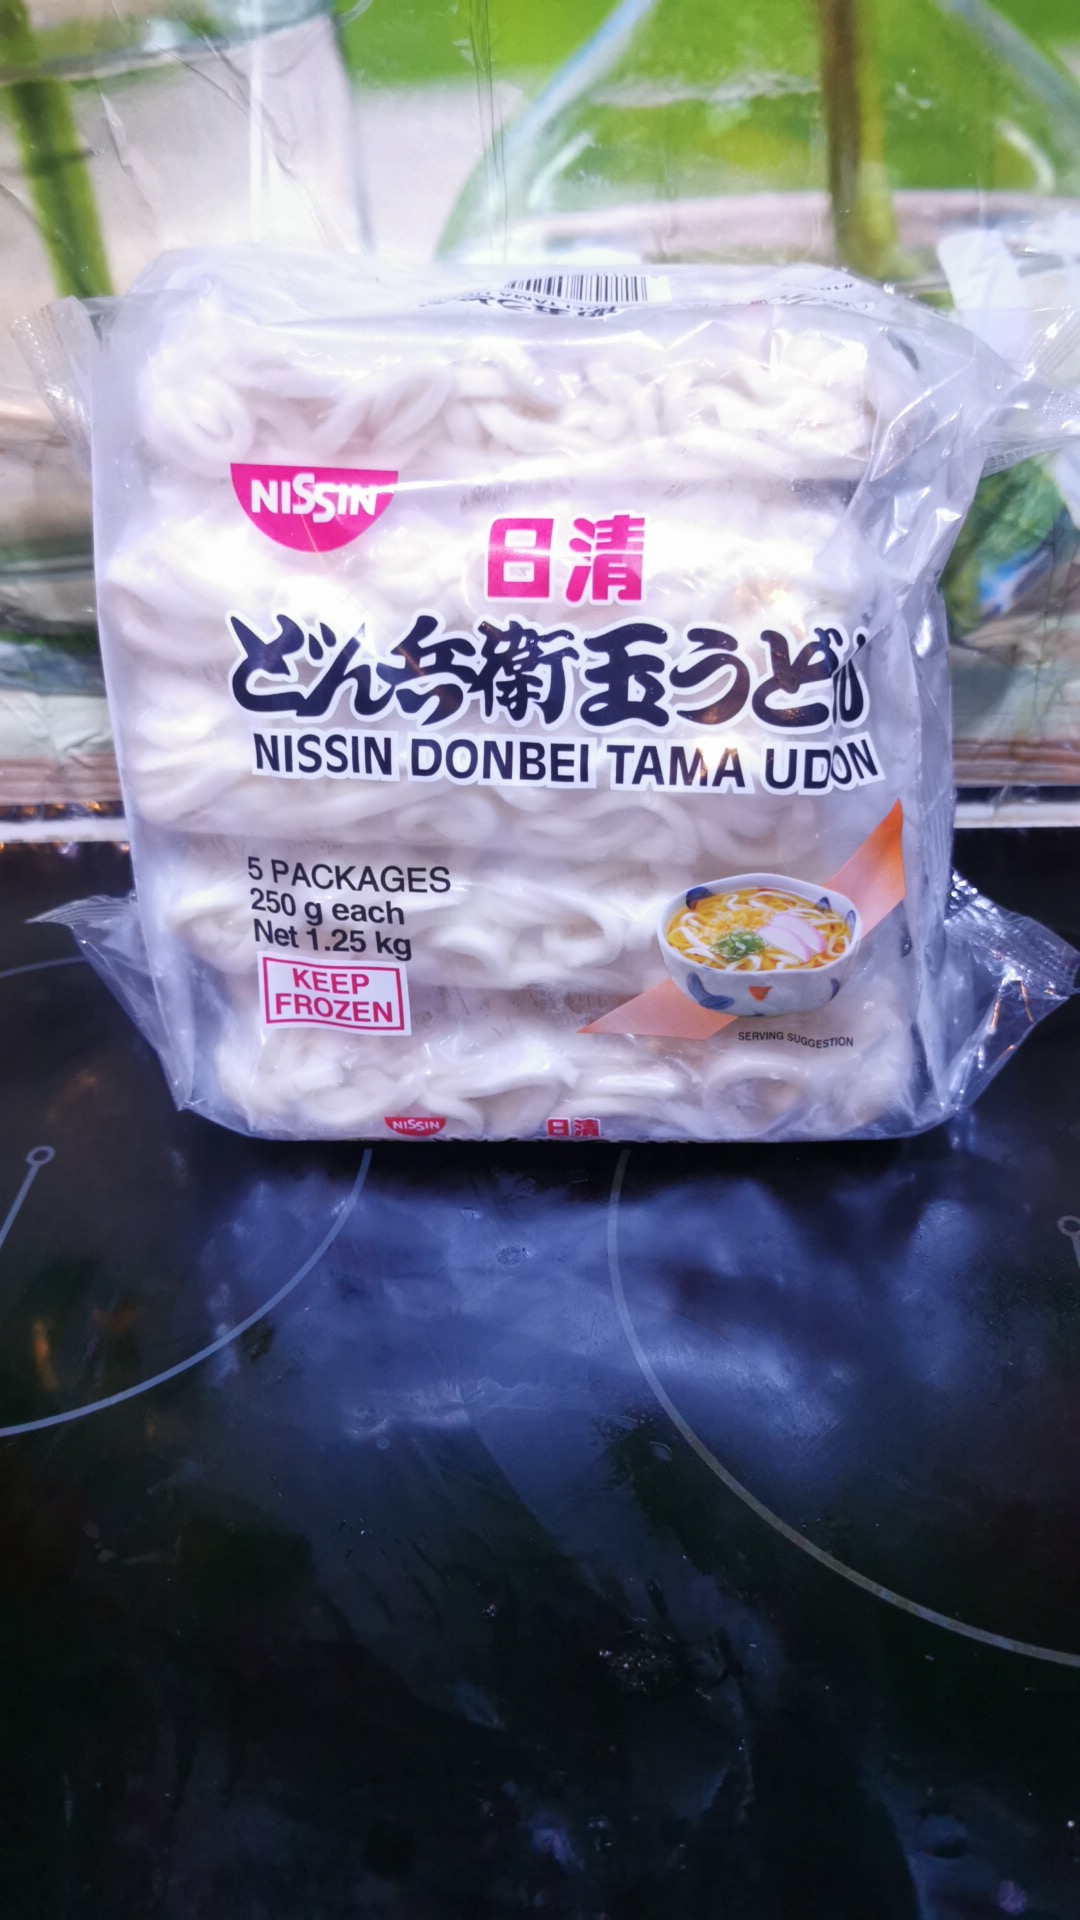 NISSIN
日清
どん兵衛玉うどん
NISSIN DONBEI TAMA UDON
5 PACKAGES
250 g each
Net 1.25 kg
KEEP
FROZEN
SERVING SUGGESTION
NISSIN
日清